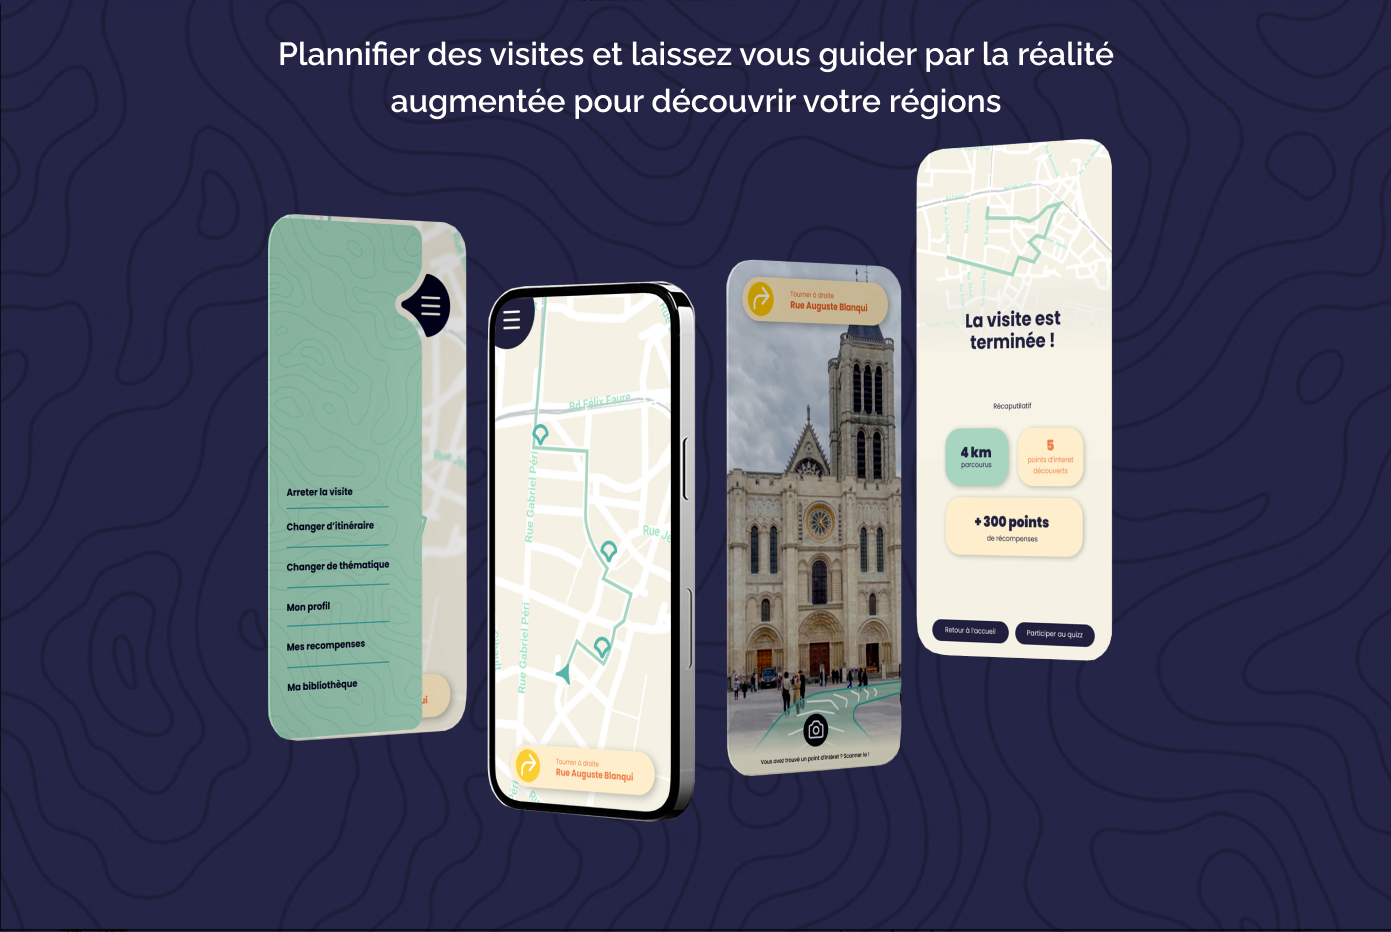 Plannifier des visites et laissez vous guider par la réalité
augmentée pour découvrir votre régions
Arreter la visite
Changer d'itinéraire
Changer de thématique
Mon profil
Mes recompenses
Ma bibliothèque
ui
Bd Félix Faure
Rue Gabriel Péri
Rue Je
Rue Gabriel Péri
Tourner à droite
Rue Auguste Blanqui
Tourner à droite
Rue Auguste Blanqui
Vous avez trouvé un point d'intéret ? Scanner le !
La visite est
terminée !
Récaputilatif
4 km
parcourus
5
points d'interet
découverts
+300 points
de récompenses
Retour à l'accueil
Participer au quizz